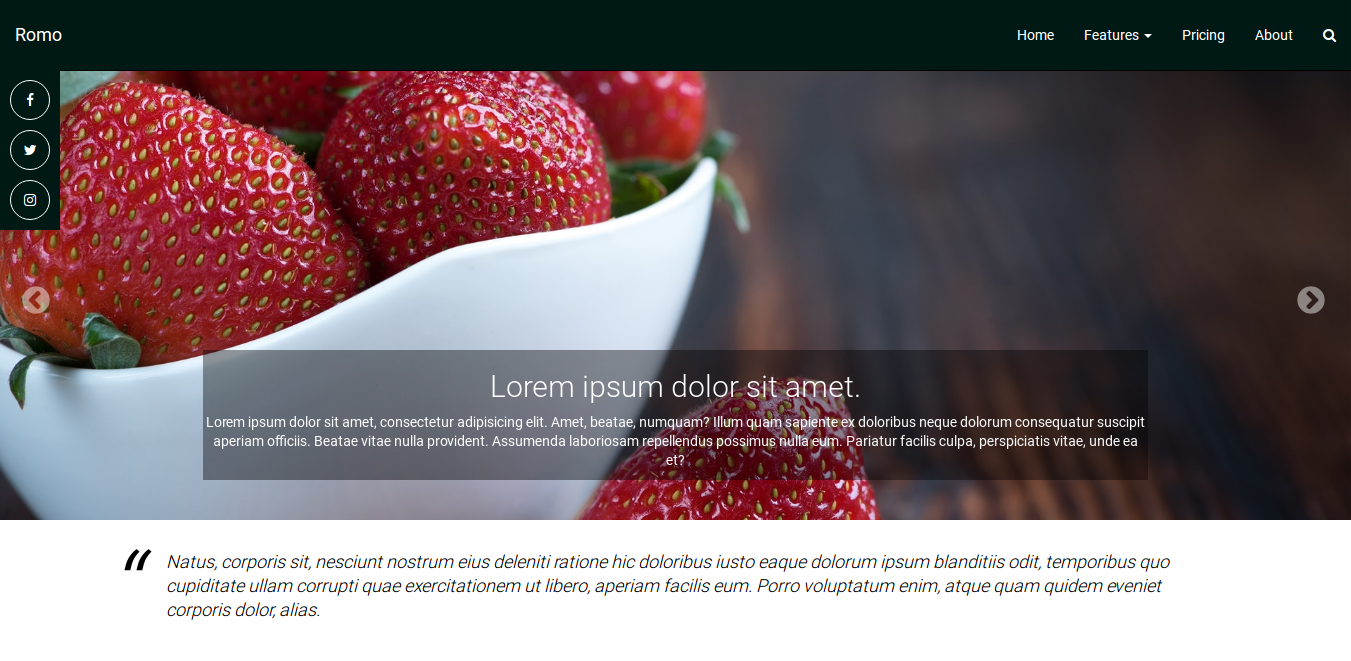 Romo
Home Features Pricing About
Lorem ipsum dolor sit amet.
Lorem ipsum dolor sit amet, consectetur adipisicing elit. Amet, beatae, numquam? Illum quam sapiente ex doloribus neque dolorum consequatur suscipit
aperiam officiis. Beatae vitae nulla provident. Assumenda laboriosam repellendus possimus nulla eum. Pariatur facilis culpa, perspiciatis vitae, unde ea
et?
“ Natus, corporis sit, nesciunt nostrum eius deleniti ratione hic doloribus iusto eaque dolorum ipsum blanditiis odit, temporibus quo
cupiditate ullam corrupti quae exercitationem ut libero, aperiam facilis eum. Porro voluptatum enim, atque quam quidem eveniet
corporis dolor, alias.